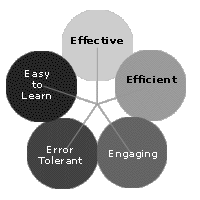 Effective
Efficient
Engaging
Error
Tolerant
Easy
to
Learn